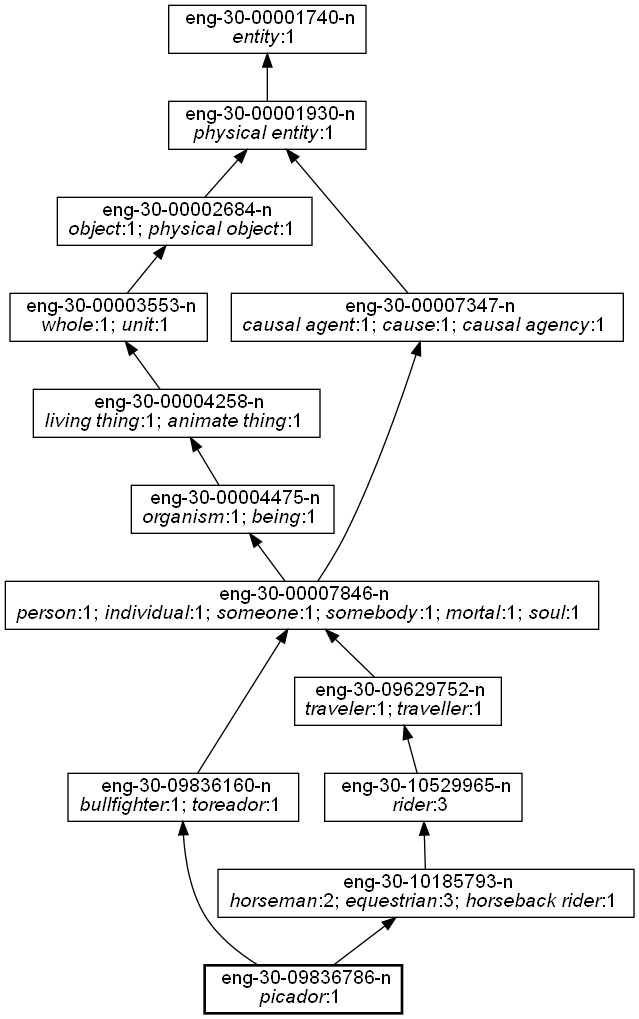 eng-30-00001740-n
entity:1
eng-30-00001930-n
physical entity:1
eng-30-00002684-n
object:1; physical object:1
eng-30-00003553-n
whole:1; unit:1
eng-30-00007347-n
causal agent:1; cause:1; causal agency:1
eng-30-00004258-n
living thing:1; animate thing:1
eng-30-00004475-n
organism:1; being:1
eng-30-00007846-n
person:1; individual:1; someone:1; somebody:1; mortal:1; soul:1
eng-30-09629752-n
traveler:1; traveller:1
eng-30-09836160-n
bullfighter:1; toreador:1
eng-30-10529965-n
rider:3
eng-30-10185793-n
horseman:2; equestrian:3; horseback rider:1
eng-30-09836786-n
picador:1